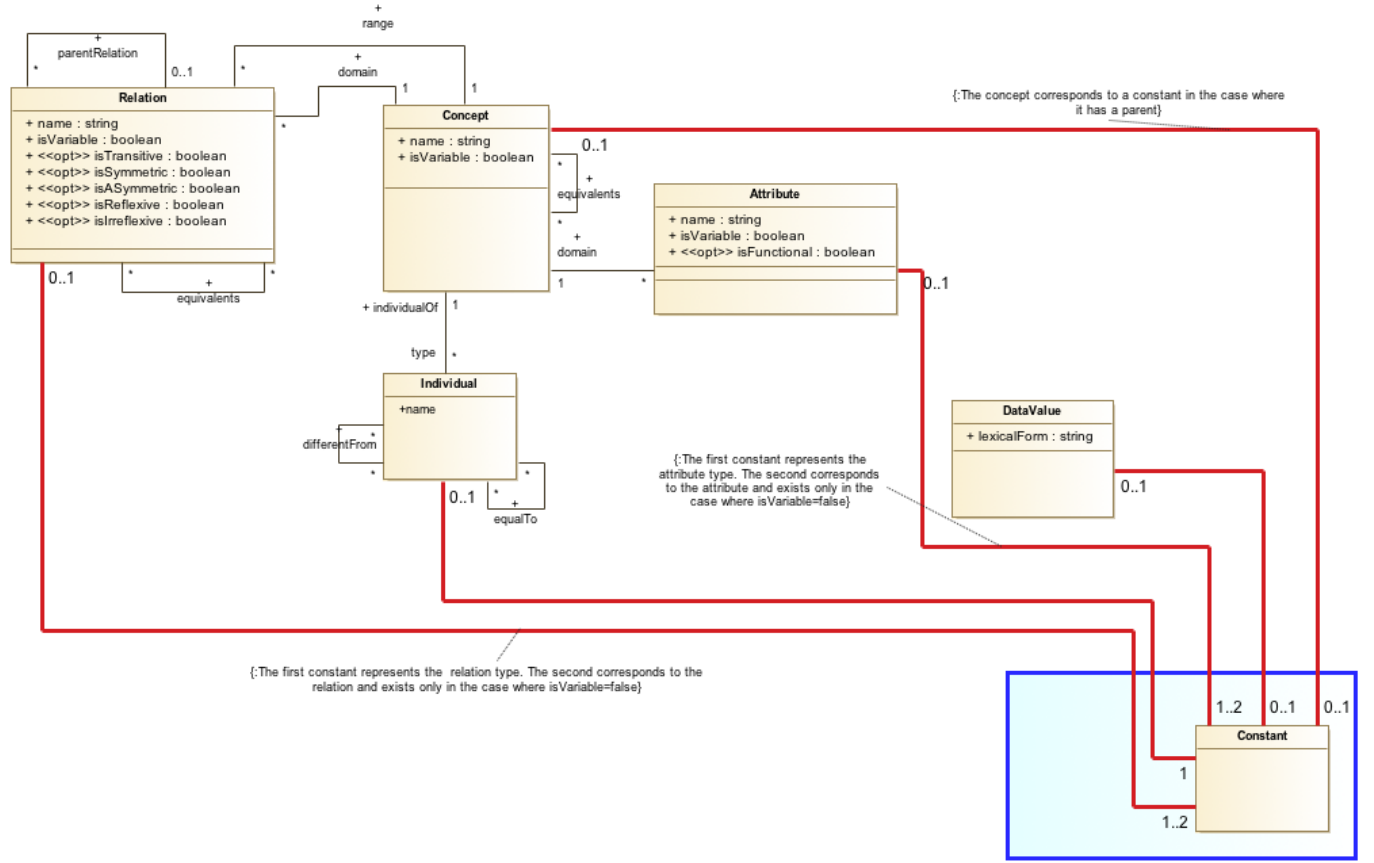 +
range
+
parentRelation
*
0..1
*
+
domain
1
1
*
Relation
+ name : string
+ isVariable : boolean
+ <<opt>> isTransitive : boolean
+ <<opt>> isSymmetric : boolean
+ <<opt>> isASymmetric : boolean
+ <<opt>> isReflexive : boolean
+ <<opt>> isIrreflexive : boolean
0..1
*
*
+
equivalents
Concept
+ name : string
+ isVariable : boolean
0..1
*
+
equivalents
*
+
domain
1
*
{:The concept corresponds to a constant in the case where
it has a parent}
Attribute
+ name : string
+ isVariable : boolean
+ <<opt>> isFunctional : boolean
0..1
+ individualOf
1
type
*
Individual
+name
+
*
differentFrom
*
0..1
*
*
+
equalTo
DataValue
+ lexicalForm : string
0..1
{:The first constant represents the
attribute type. The second corresponds
to the attribute and exists only in the
case where isVariable=false}
{:The first constant represents the  relation type. The second corresponds to the
relation and exists only in the case where isVariable=false}
1..2
0..1
0..1
Constant
1
1..2